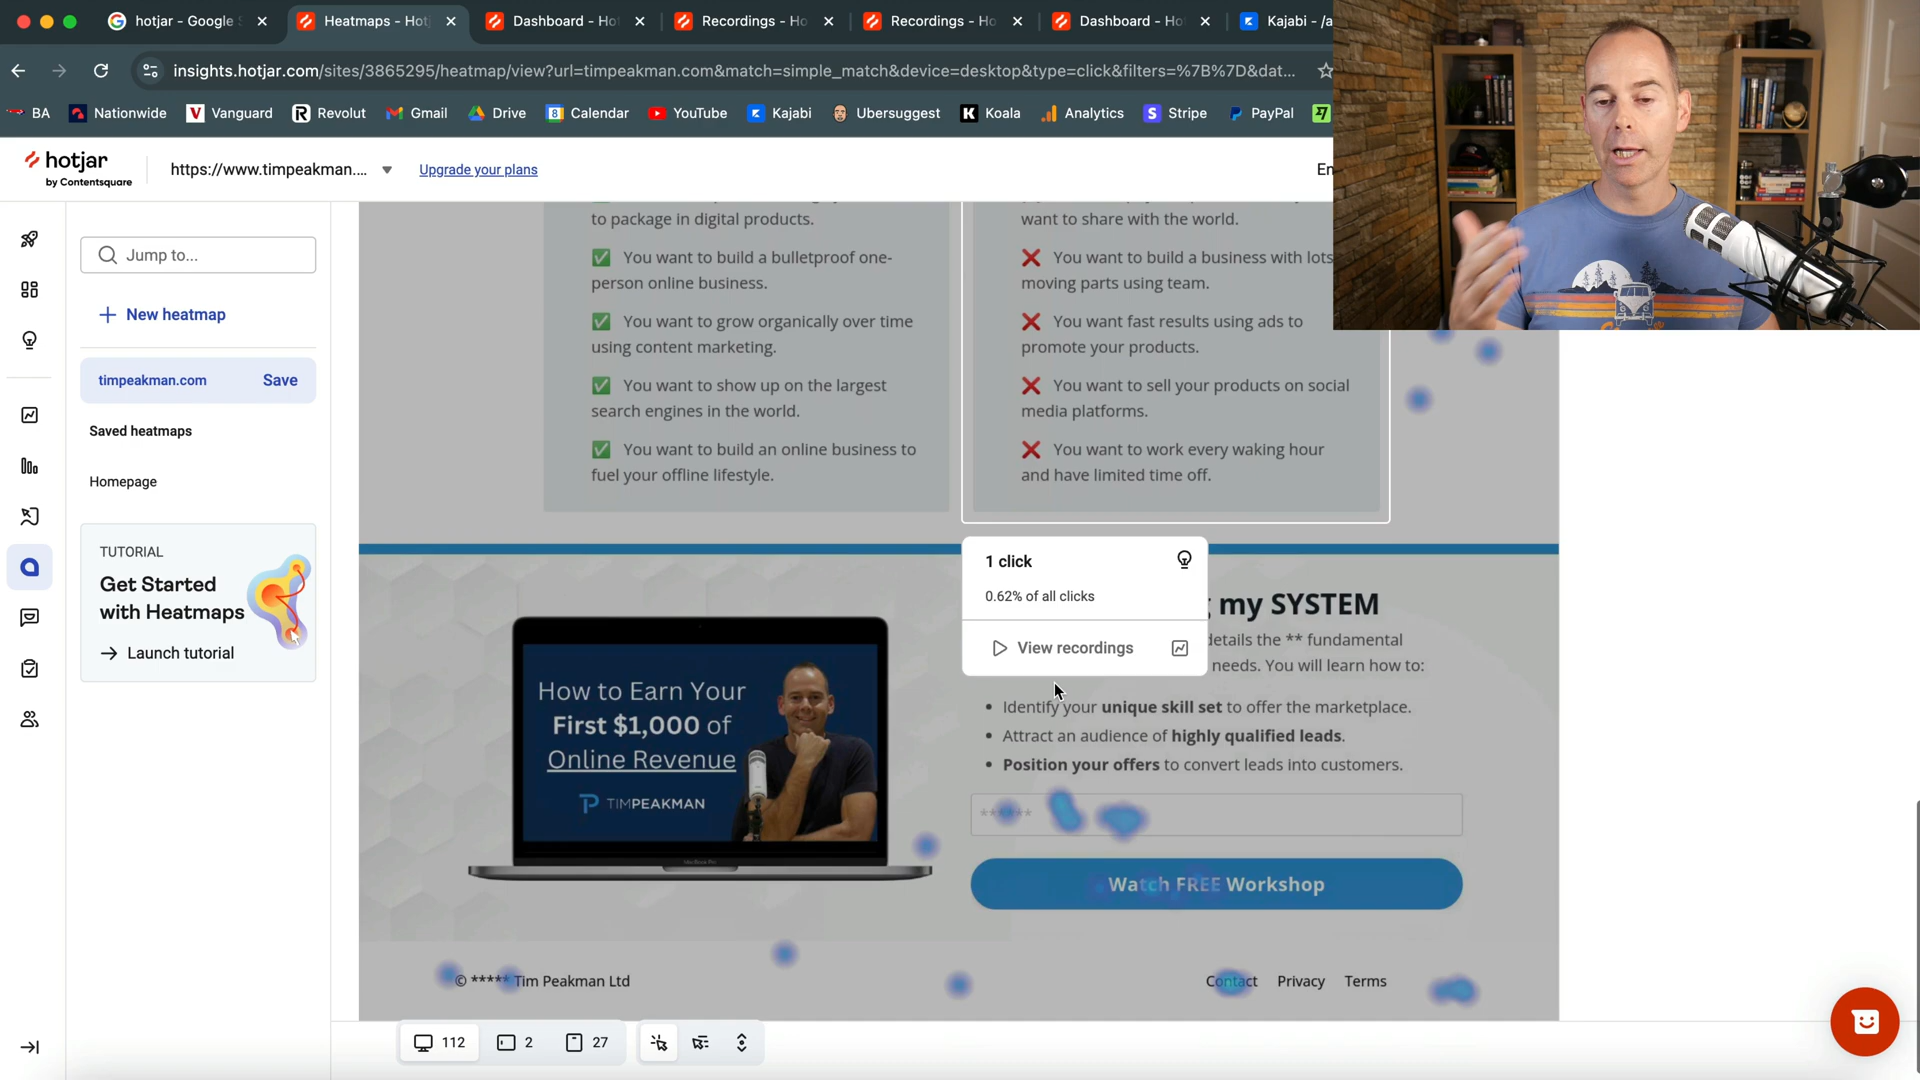 hotjar - Google S
Heatmaps - Hotj
Dashboard - Hot
Recordings - Ho
Recordings - Ho
Dashboard - Hot
Kajabi - /a
insights.hotjar.com/sites/3865295/heatmap/view?url=timpeakman.com&match=simple_match&device=desktop&type=click&filters=%7B%7D&dat...
BA
Nationwide
Vanguard
Revolut
Gmail
Drive
Calendar
YouTube
Kajabi
Ubersuggest
Koala
Analytics
Stripe
PayPal
hotjar
by Contentsquare
https://www.timpeakman....
Upgrade your plans
En
Jump to...
New heatmap
timpeakman.com Save
Saved heatmaps
Homepage
TUTORIAL
Get Started
with Heatmaps
Launch tutorial
to package in digital products.
You want to build a bulletproof one-
person online business.
You want to grow organically over time
using content marketing.
You want to show up on the largest
search engines in the world.
You want to build an online business to
fuel your offline lifestyle.
want to share with the world.
You want to build a business with lots
moving parts using team.
You want fast results using ads to
promote your products.
You want to sell your products on social
media platforms.
You want to work every waking hour
and have limited time off.
1 click
0.62% of all clicks
View recordings
my SYSTEM
details the ** fundamental
needs. You will learn how to:
• Identify your unique skill set to offer the marketplace.
• Attract an audience of highly qualified leads.
• Position your offers to convert leads into customers.
******
Watch FREE Workshop
How to Earn Your
First $1,000 of
Online Revenue
TIMPEAKMAN
MacBook Pro
© ***** Tim Peakman Ltd
Contact Privacy Terms
112
2
27